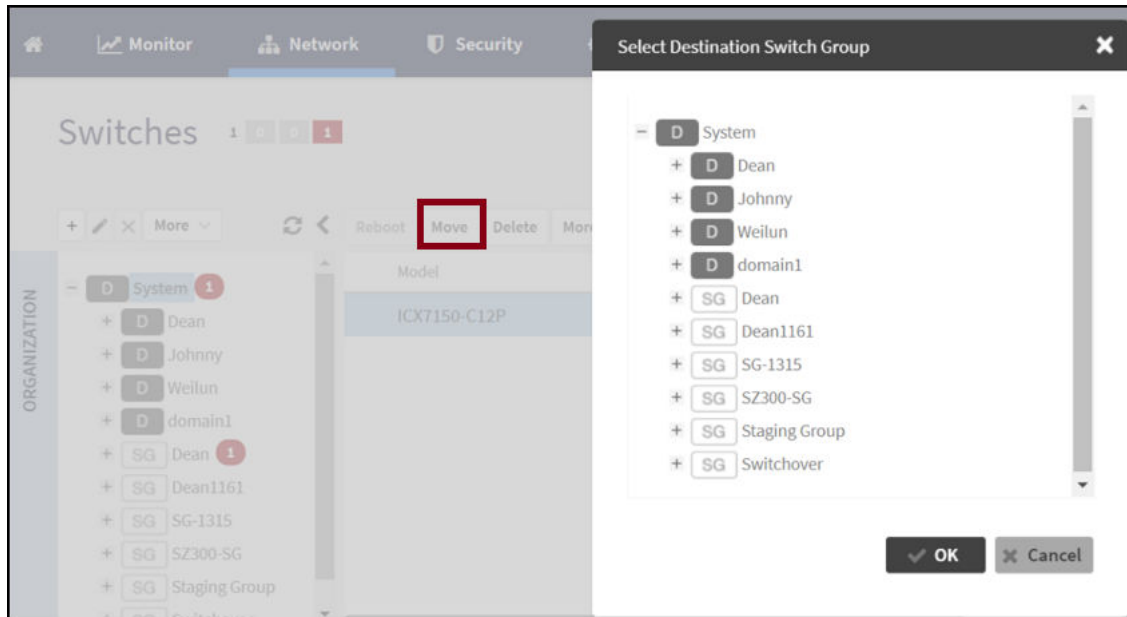 Monitor
Network
Security
Switches 1 0 0 1
More
Reboot Move Delete More
ORGANIZATION
D System 1
D Dean
D Johnny
D Weilun
D domain1
SG Dean 1
SG Dean1161
SG SG-1315
SG SZ300-SG
SG Staging Group
Model
ICX7150-C12P
Select Destination Switch Group
D System
D Dean
D Johnny
D Weilun
D domain1
SG Dean
SG Dean1161
SG SG-1315
SG SZ300-SG
SG Staging Group
SG Switchover
OK
Cancel